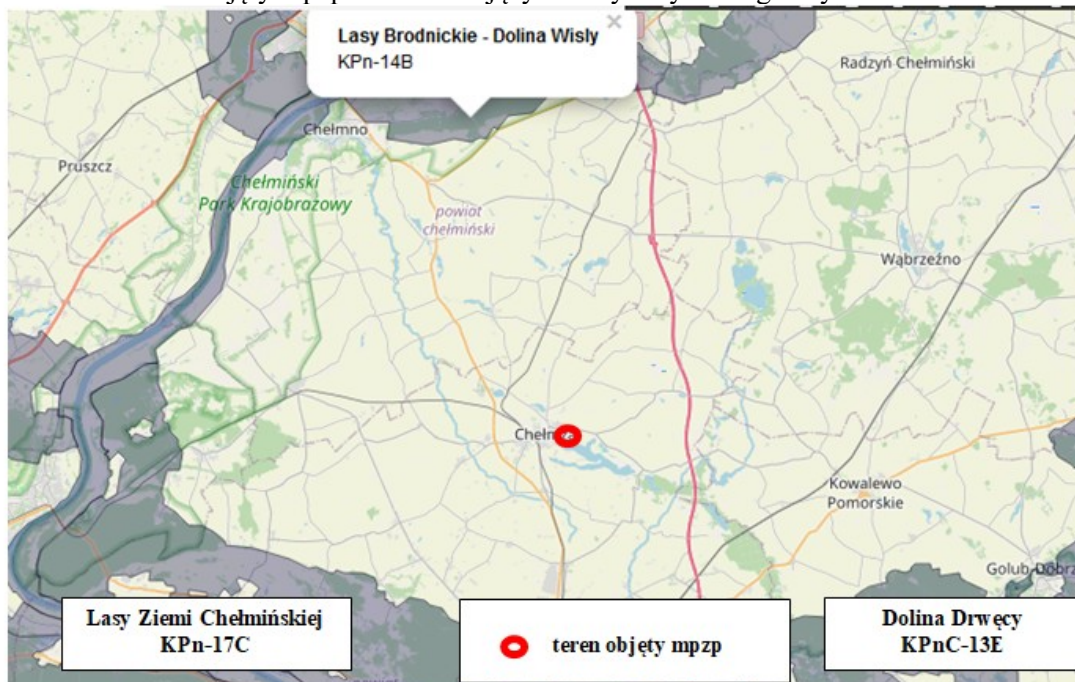 Lasy Brodnickie - Dolina Wisły
KPn-14B
×
Radzyń Chełmiński
Chełmno
Pruszcz
Chełmiński
Park Krajobrazowy
powiat
chełmiński
Wąbrzeźno
Kowalewo
Pomorskie
Lasy Ziemi Chełmińskiej
KPn-17C
teren objęty mpzp
Dolina Drwęcy
KPnC-13E